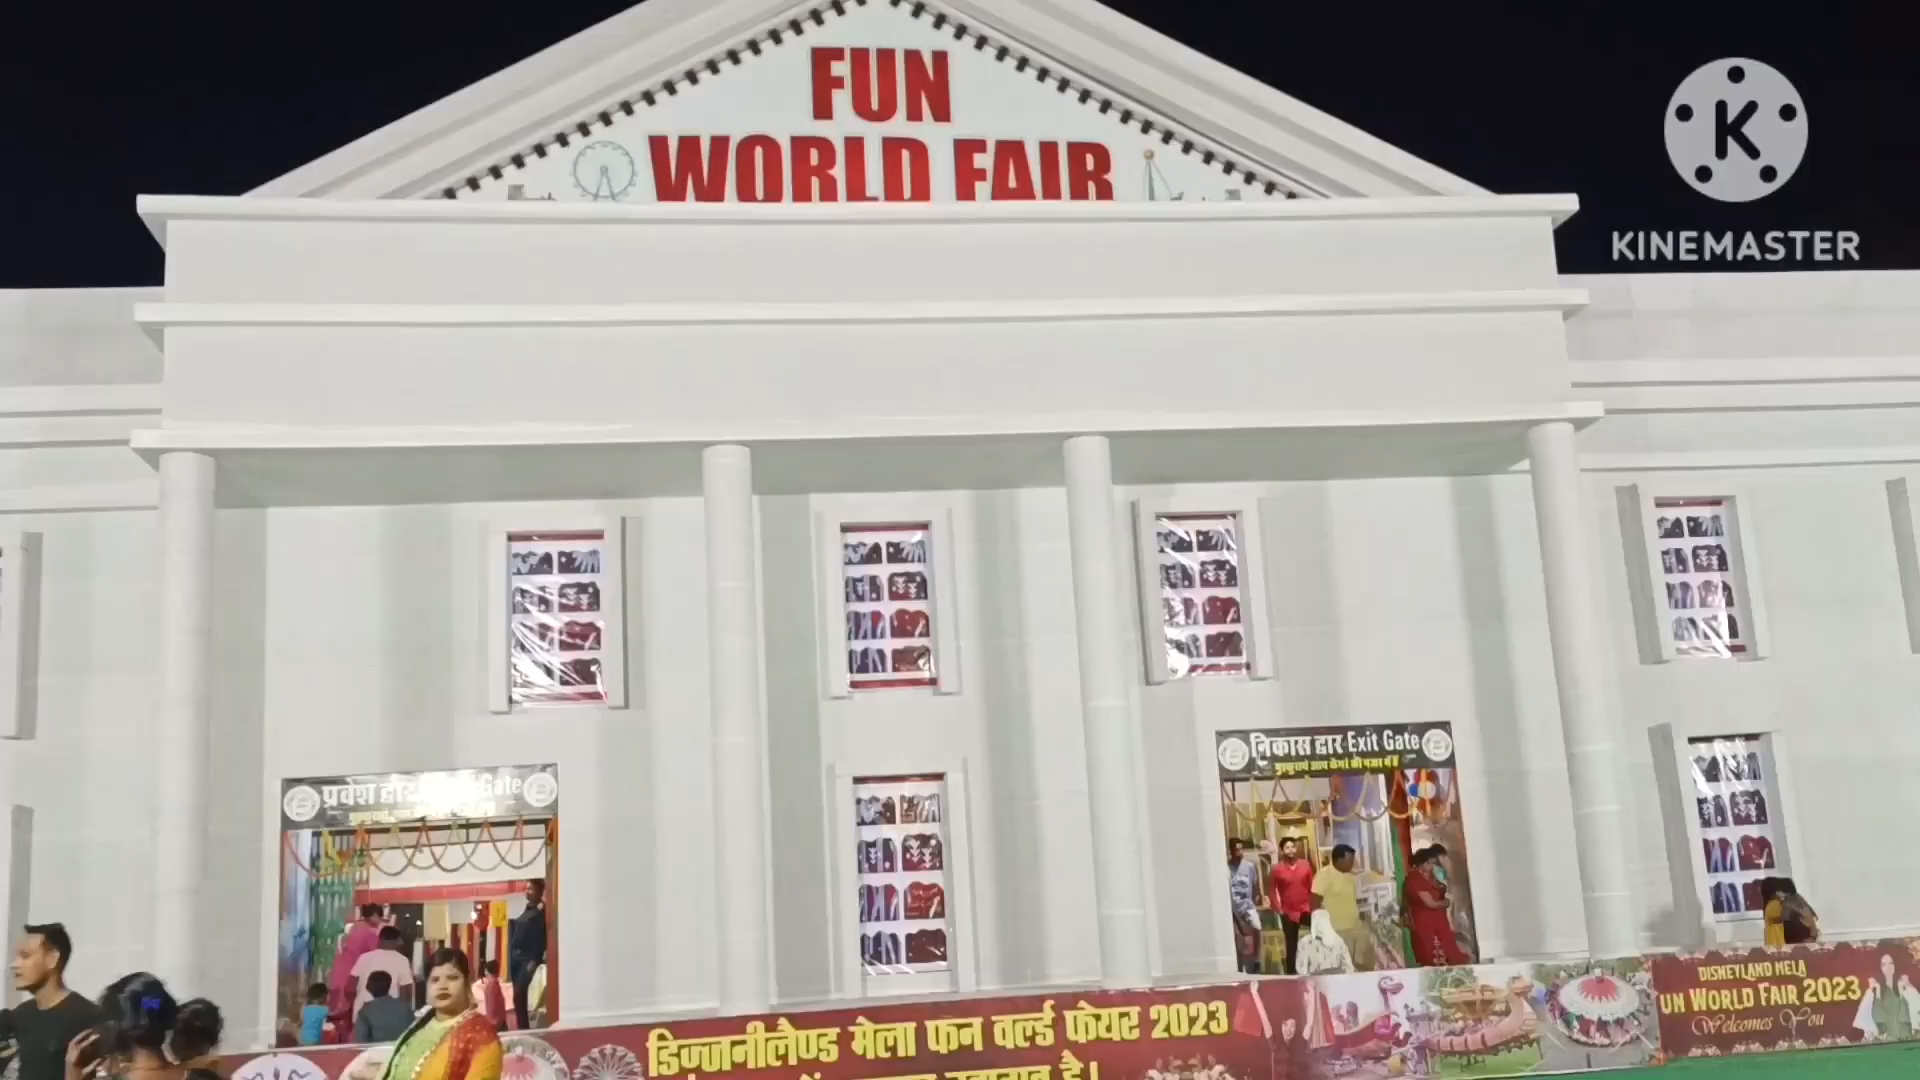 FUN
WORLD FAIR
K
KINEMASTER
निकास द्वार Exit Gate
प्रवेश द्वार Gate
DISNEYLAND MELA
UN WORLD FAIR 2023
Welcomes You
डिज्जनीलैण्ड मेला फन वर्ल्ड फेयर 2023
है।